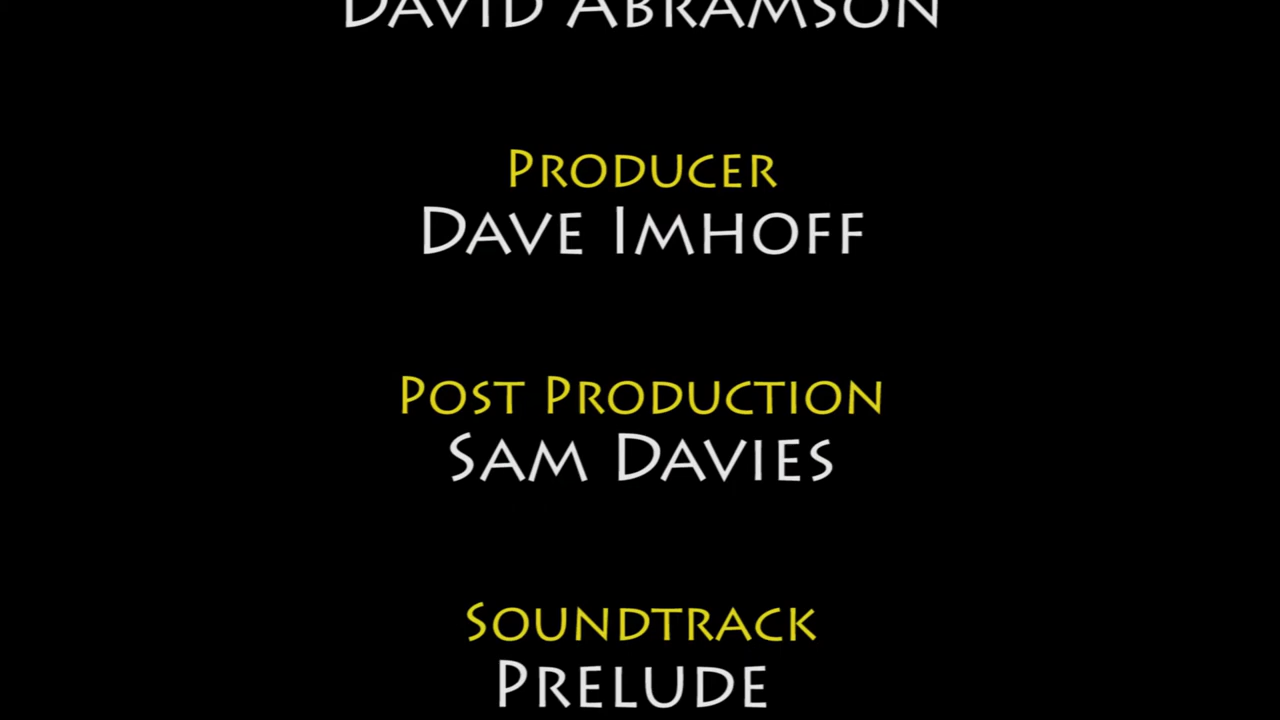 David Abramson
Producer
Dave Imhoff
Post Production
Sam Davies
Soundtrack
Prelude